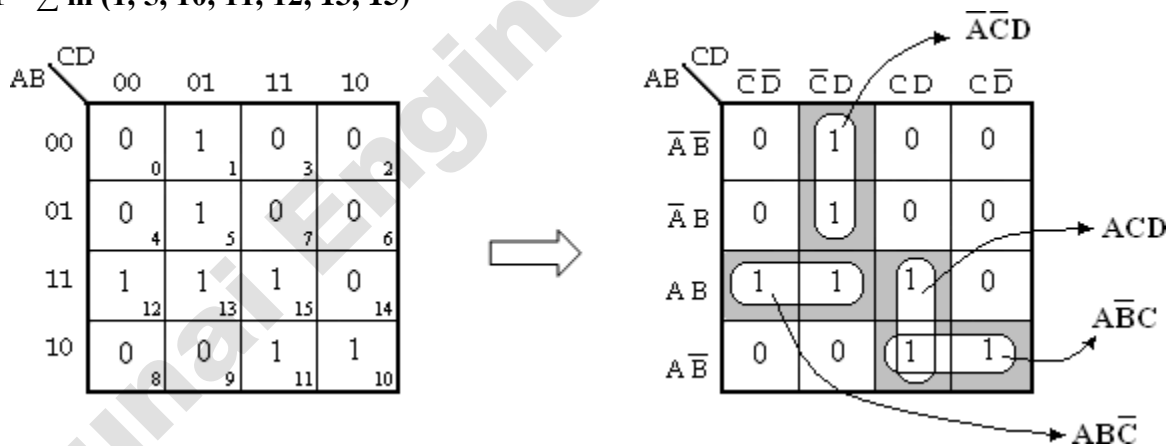 ∑ m (1, 5, 10, 11, 12, 13, 15)
CD
AB 00 01 11 10
00 0 1 0 0
0 1 3 2
01 0 1 0 0
4 5 7 6
11 1 1 1 0
12 13 15 14
10 0 0 1 1
8 9 11 10
A̅C̅D
CD
AB C̅D̅ C̅D CD CD̅
A̅B̅ 0 1 0 0
A̅B 0 1 0 0
ACD
AB 1 1 1 0
AB̅C
AB̅ 0 0 1 1
ABC̅
unai Engine